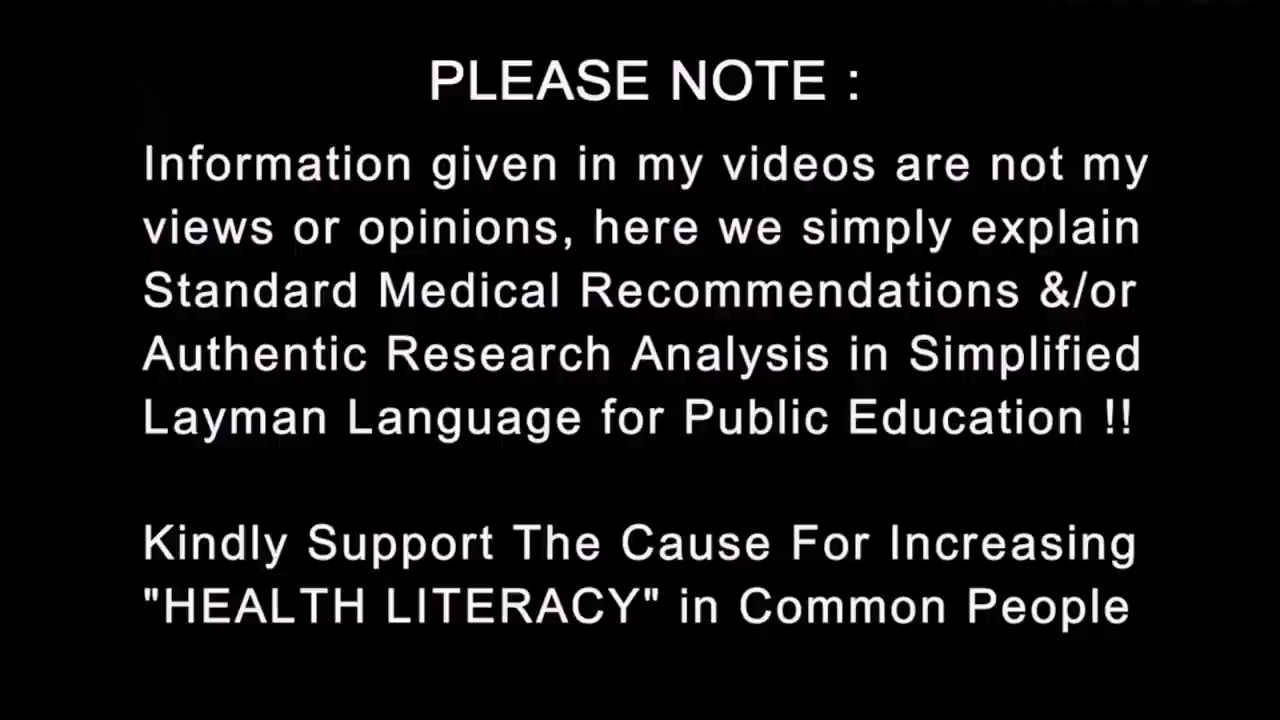 PLEASE NOTE :
Information given in my videos are not my
views or opinions, here we simply explain
Standard Medical Recommendations &/or
Authentic Research Analysis in Simplified
Layman Language for Public Education !!
Kindly Support The Cause For Increasing
"HEALTH LITERACY" in Common People